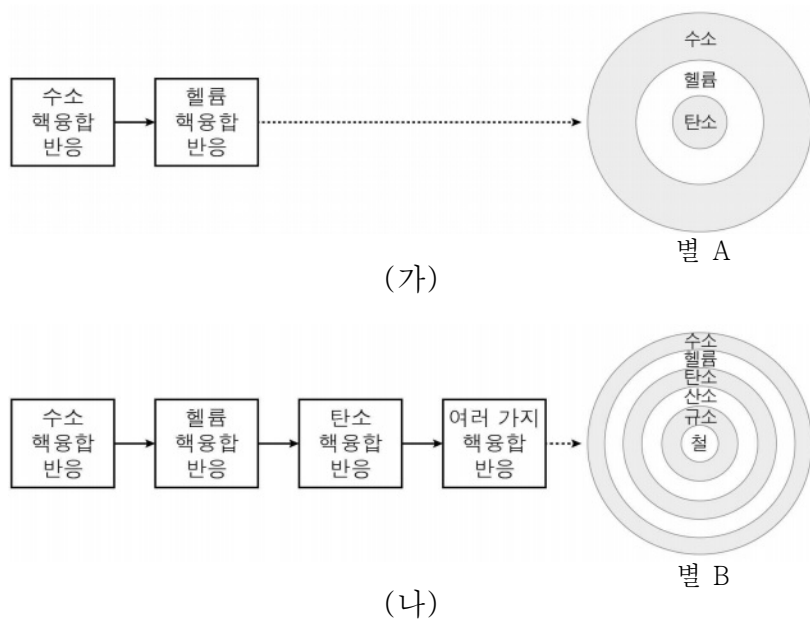 수소
핵융합
반응
헬륨
핵융합
반응
수소
헬륨
탄소
별 A
(가)
수소
핵융합
반응
헬륨
핵융합
반응
탄소
핵융합
반응
여러 가지
핵융합
반응
수소
헬륨
탄소
산소
규소
철
별 B
(나)